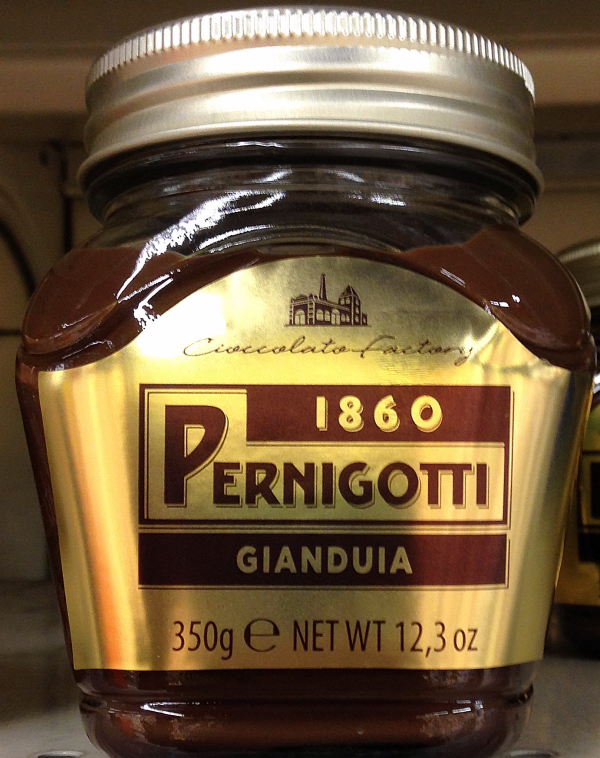 Cioccolato Factory
1860
PERNIGOTTI
GIANDUIA
350g ℮ NET WT 12,3 oz